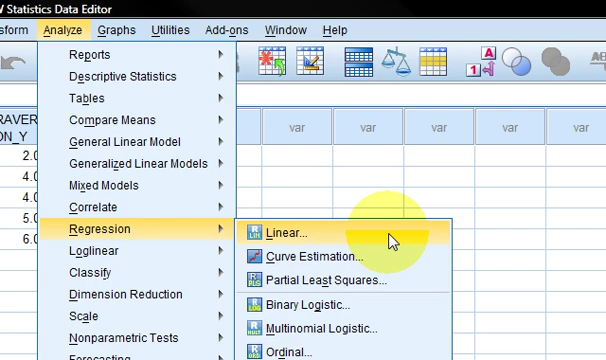 W Statistics Data Editor
sform Analyze Graphs Utilities Add-ons Window Help
Reports
Descriptive Statistics
Tables
Compare Means
General Linear Model
Generalized Linear Models
Mixed Models
Correlate
Regression
Loglinear
Classify
Dimension Reduction
Scale
Nonparametric Tests
Forecasting
Linear...
Curve Estimation...
Partial Least Squares...
Binary Logistic...
Multinomial Logistic...
Ordinal...
A
1
RAVER
ON_Y
var var var var var
2.0
4.0
4.0
5.0
6.0